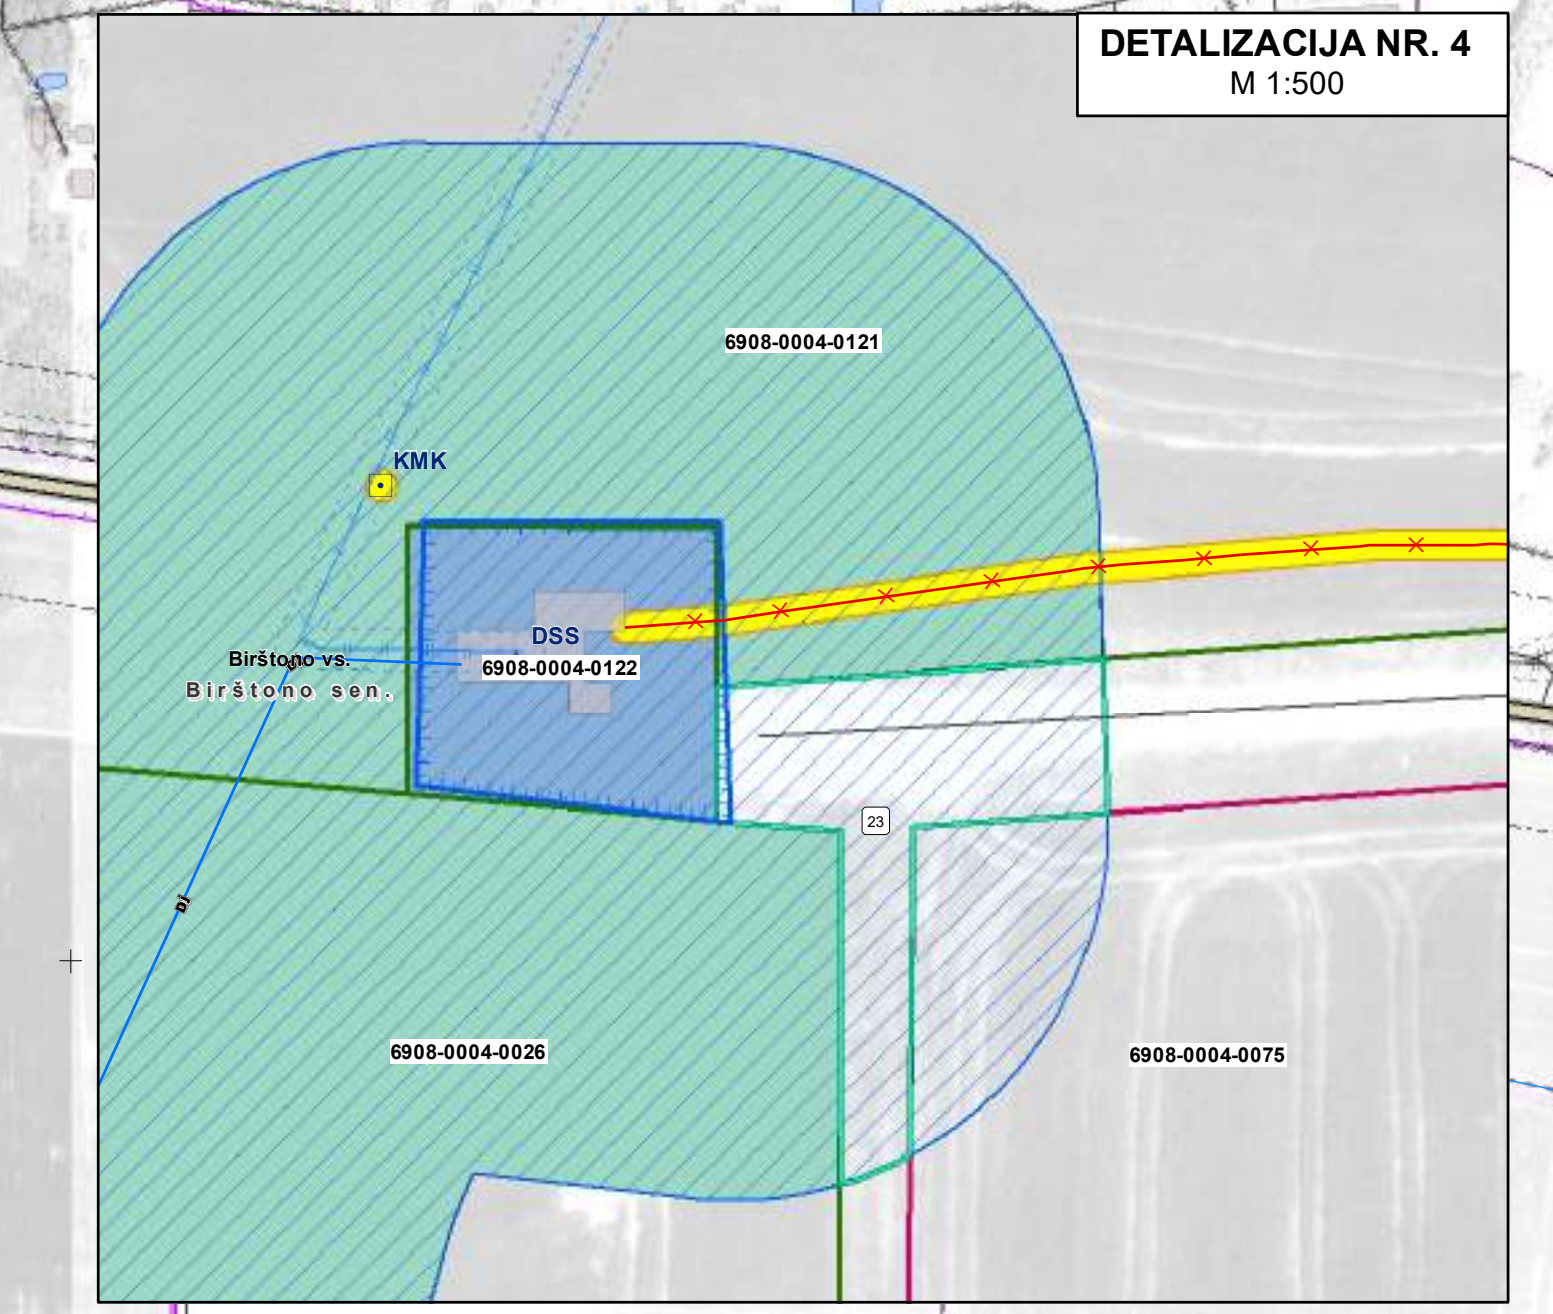 DETALIZACIJA NR. 4
M 1:500
6908-0004-0121
KMK
DSS
Birštono vs.
6908-0004-0122
Birštono sen.
23
6908-0004-0026
6908-0004-0075